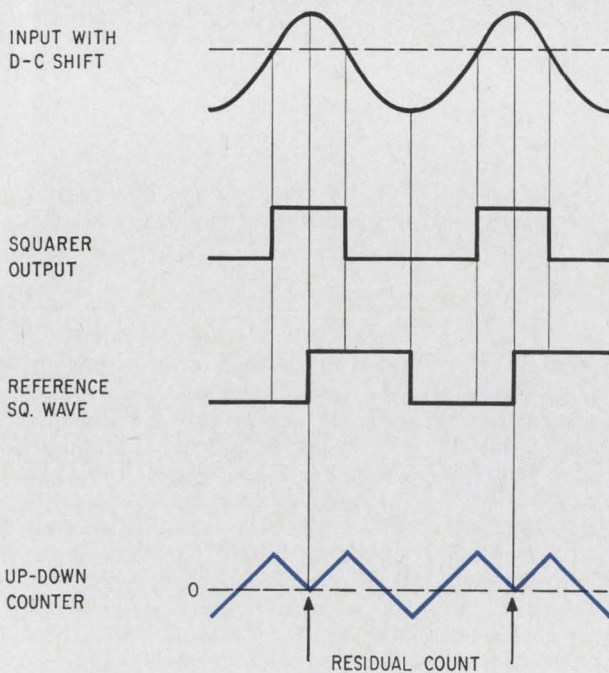 INPUT WITH
D-C SHIFT
SQUARER
OUTPUT
REFERENCE
SQ. WAVE
UP-DOWN
COUNTER
0
RESIDUAL COUNT